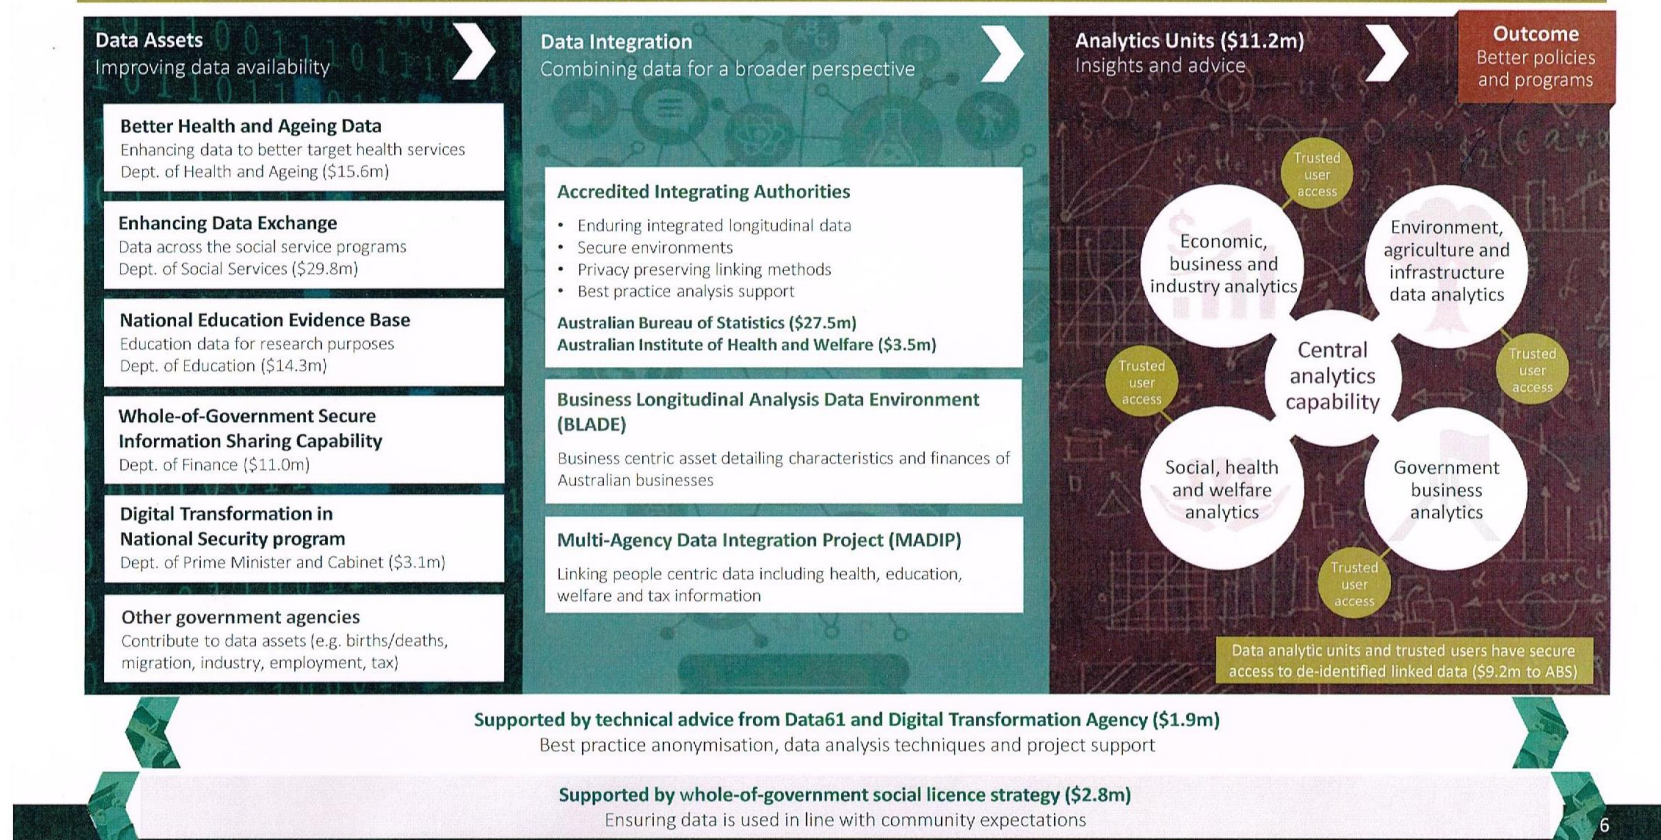 Data Assets
Improving data availability
Better Health and Ageing Data
Enhancing data to better target health services
Dept. of Health and Ageing ($15.6m)
Enhancing Data Exchange
Data across the social service programs
Dept. of Social Services ($29.8m)
National Education Evidence Base
Education data for research purposes
Dept. of Education ($14.3m)
Whole-of-Government Secure
Information Sharing Capability
Dept. of Finance ($11.0m)
Digital Transformation in
National Security program
Dept. of Prime Minister and Cabinet ($3.1m)
Other government agencies
Contribute to data assets (e.g. births/deaths,
migration, industry, employment, tax)
Data Integration
Combining data for a broader perspective
Accredited Integrating Authorities
• Enduring integrated longitudinal data
• Secure environments
• Privacy preserving linking methods
• Best practice analysis support
Australian Bureau of Statistics ($27.5m)
Australian Institute of Health and Welfare ($3.5m)
Business Longitudinal Analysis Data Environment
(BLADE)
Business centric asset detailing characteristics and finances of
Australian businesses
Multi-Agency Data Integration Project (MADIP)
Linking people centric data including health, education,
welfare and tax information
Analytics Units ($11.2m)
Insights and advice
Outcome
Better policies
and programs
Trusted
user
access
Economic,
business and
industry analytics
Environment,
agriculture and
infrastructure
data analytics
Central
analytics
capability
Trusted
user
access
Trusted
user
access
Social, health
and welfare
analytics
Government
business
analytics
Trusted
user
access
Data analytic units and trusted users have secure
access to de-identified linked data ($9.2m to ABS)
Supported by technical advice from Data61 and Digital Transformation Agency ($1.9m)
Best practice anonymisation, data analysis techniques and project support
Supported by whole-of-government social licence strategy ($2.8m)
Ensuring data is used in line with community expectations
6